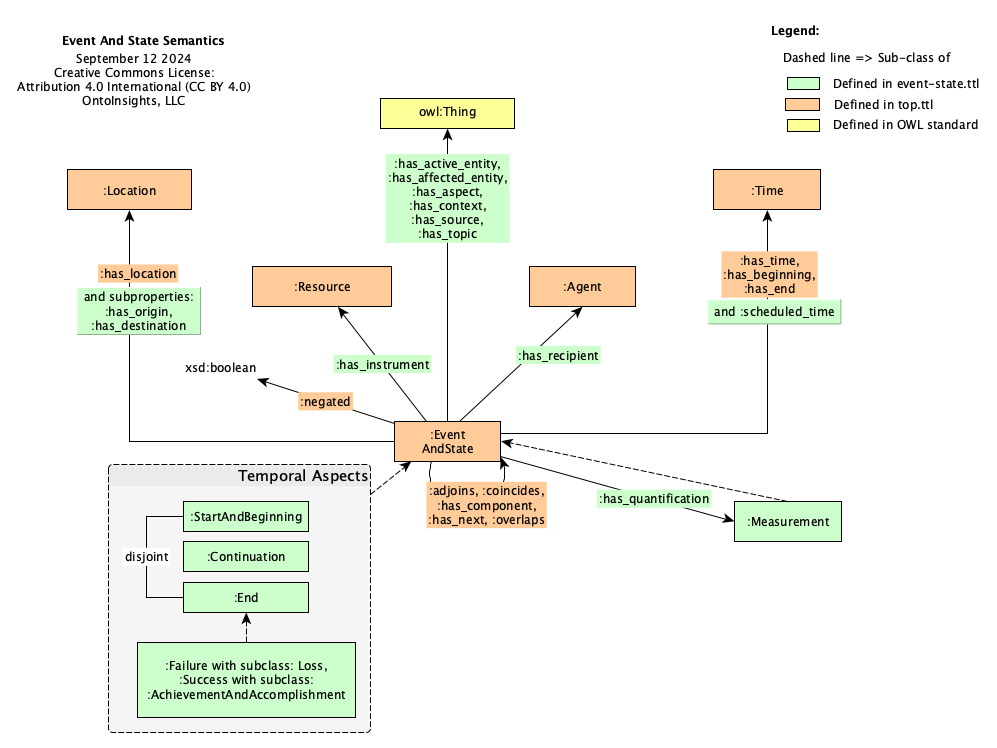 Event And State Semantics
September 12 2024
Creative Commons License:
Attribution 4.0 International (CC BY 4.0)
OntoInsights, LLC
Legend:
Dashed line => Sub-class of
Defined in event-state.ttl
Defined in top.ttl
Defined in OWL standard
owl:Thing
:has_active_entity,
:has_affected_entity,
:has_aspect,
:has_context,
:has_source,
:has_topic
:Location
:has_location
and subproperties:
:has_origin,
:has_destination
:Time
:has_time,
:has_beginning,
:has_end
and :scheduled_time
:Resource
:has_instrument
:Agent
:has_recipient
xsd:boolean
:negated
:Event
AndState
:adjoins, :coincides,
:has_component,
:has_next, :overlaps
:has_quantification
:Measurement
Temporal Aspects
:StartAndBeginning
disjoint
:Continuation
:End
:Failure with subclass: Loss,
:Success with subclass:
:AchievementAndAccomplishment